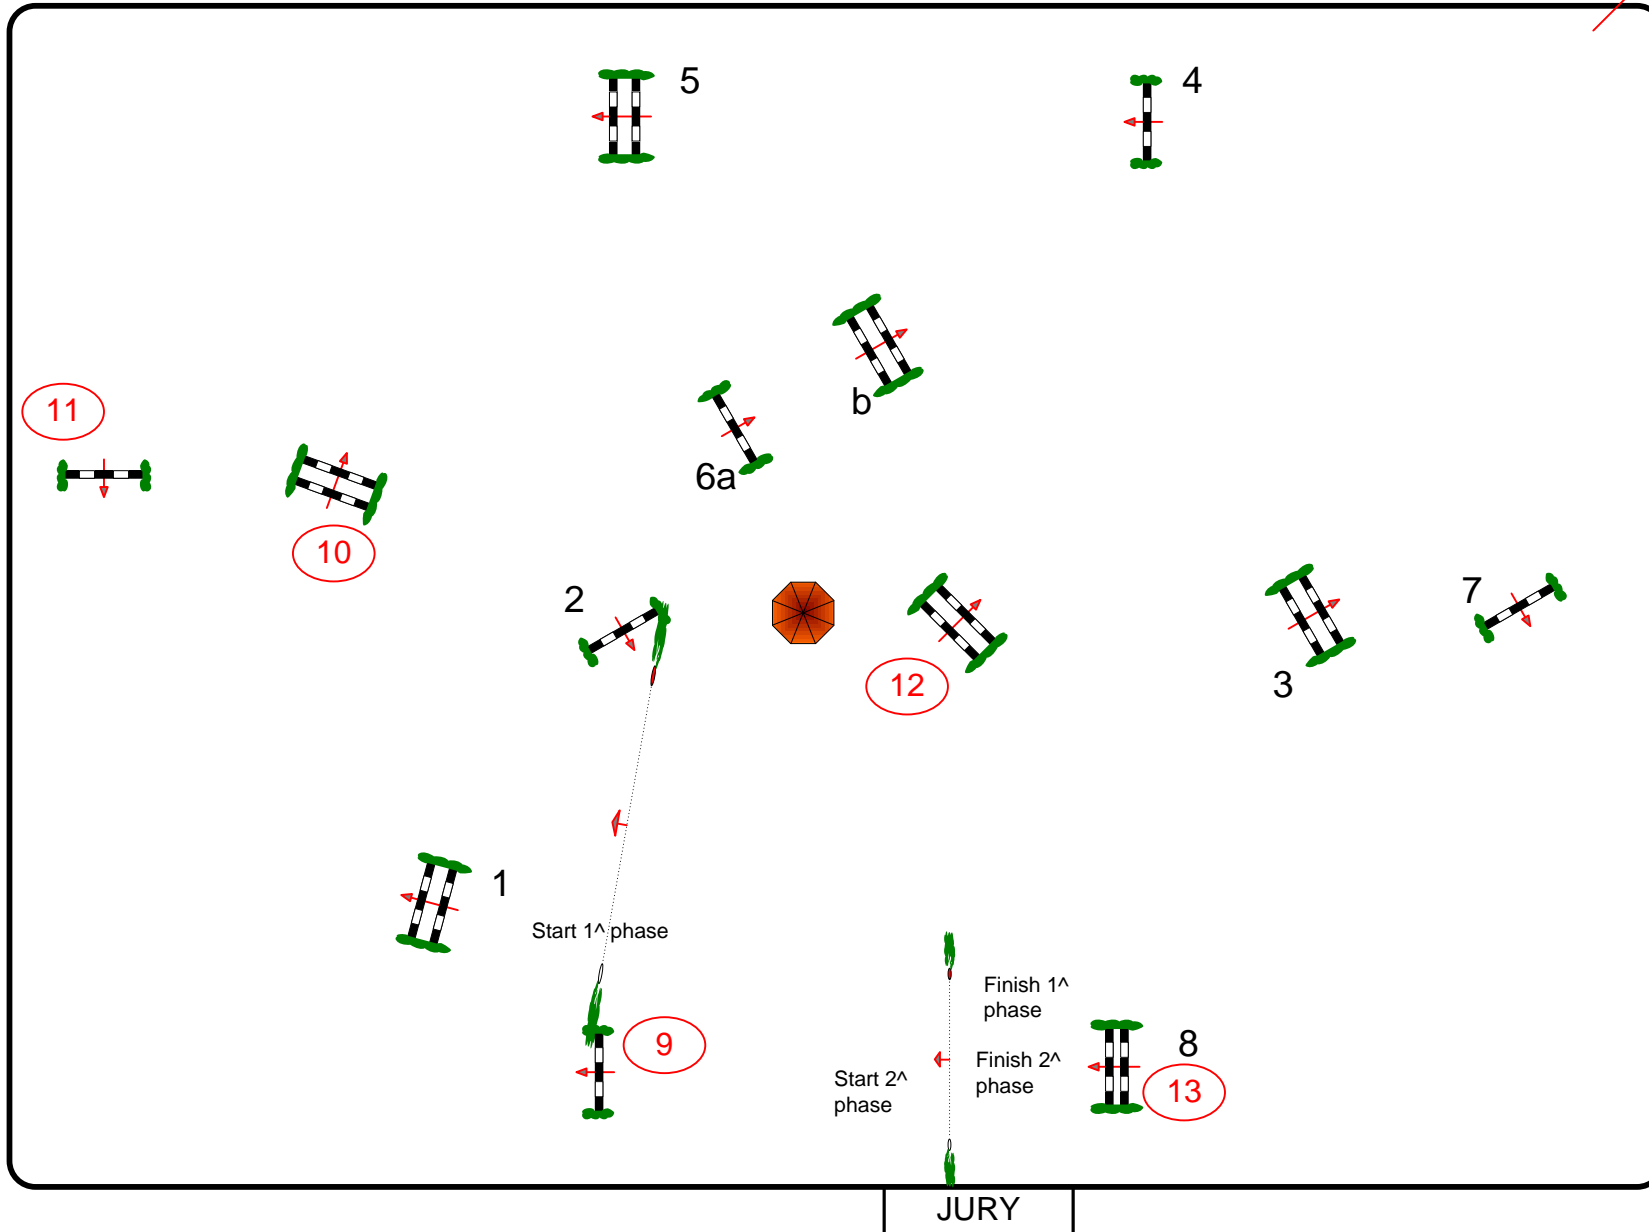 5
4
b
11
6a
10
2
7
12
3
1
Start 1^ phase
Finish 1^
phase
9
8
Finish 2^
phase
Start 2^
phase
13
JURY